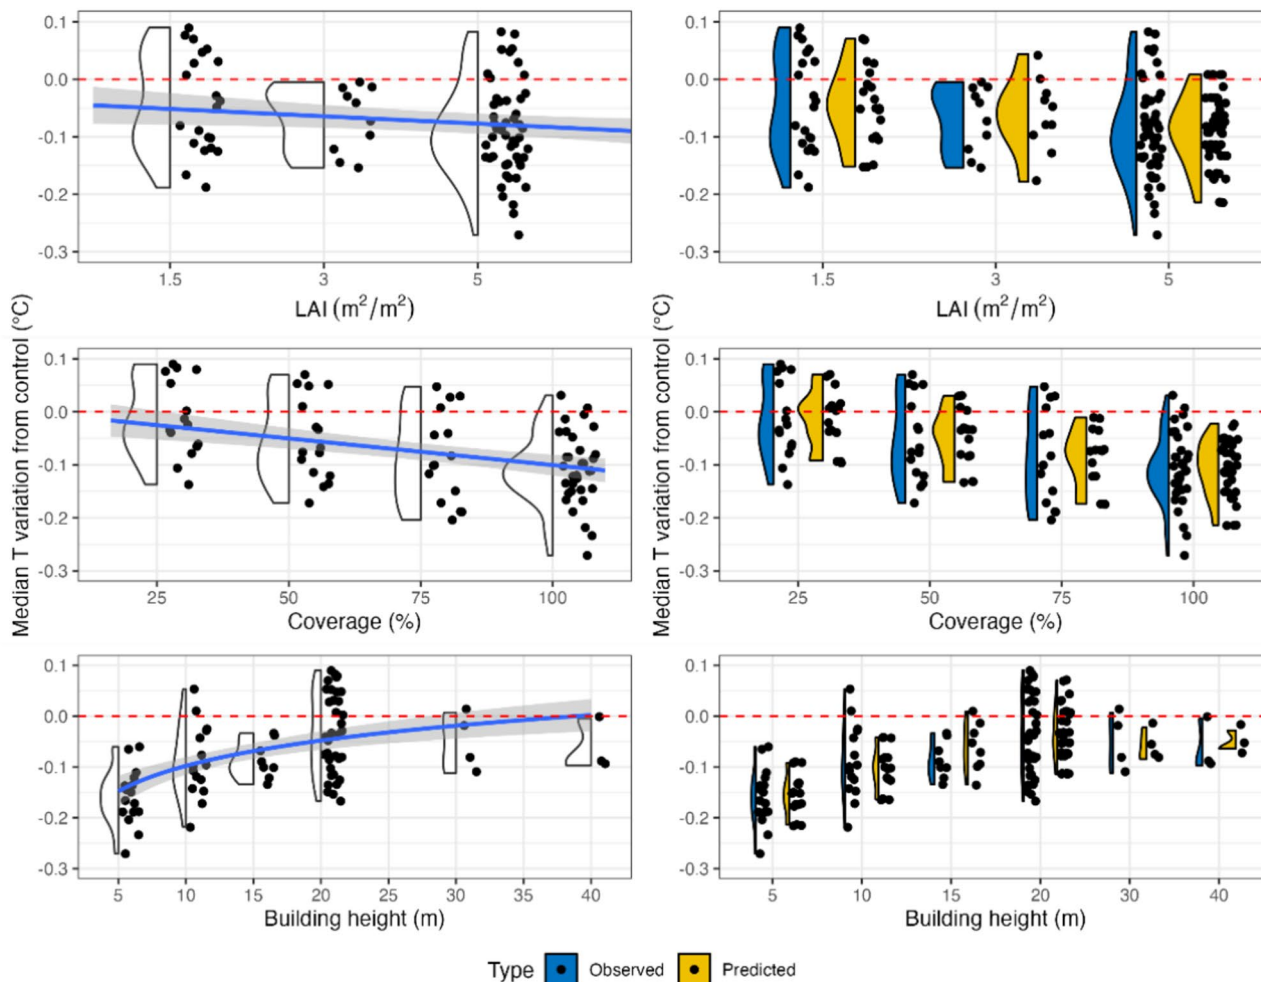 0.1
0.0
-0.1
-0.2
-0.3
1.5 3 5
LAI (m²/m²)
0.1
0.0
-0.1
-0.2
-0.3
1.5 3 5
LAI (m²/m²)
Median T variation from control (°C)
0.1
0.0
-0.1
-0.2
-0.3
25 50 75 100
Coverage (%)
Median T variation from control (°C)
0.1
0.0
-0.1
-0.2
-0.3
25 50 75 100
Coverage (%)
0.1
0.0
-0.1
-0.2
-0.3
5 10 15 20 25 30 35 40
Building height (m)
0.1
0.0
-0.1
-0.2
-0.3
5 10 15 20 30 40
Building height (m)
Type Observed Predicted